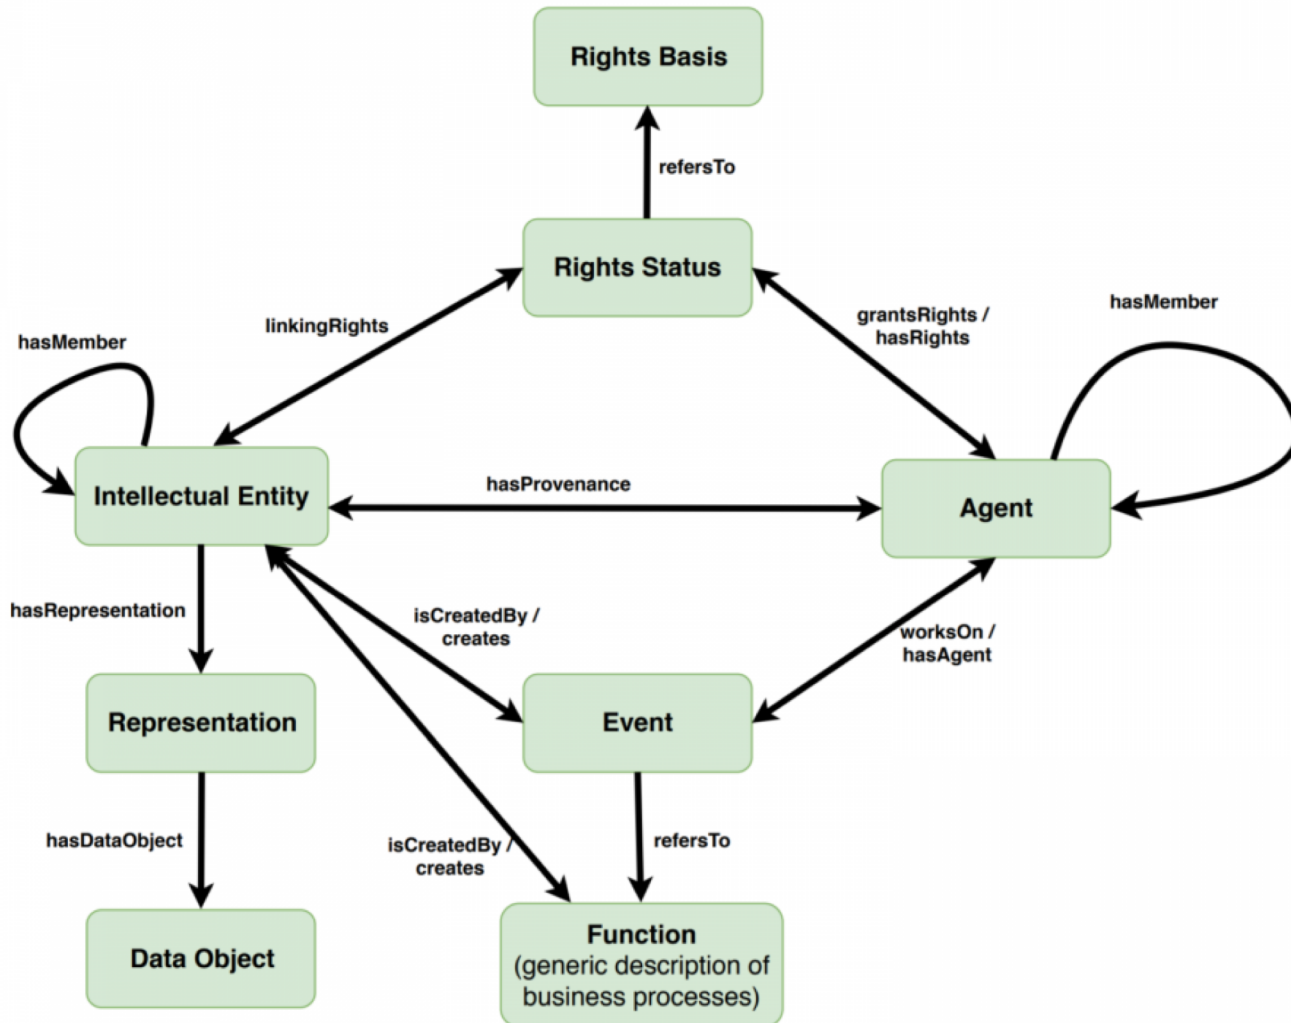 Rights Basis
refersTo
Rights Status
linkingRights
grantsRights /
hasRights
hasMember
hasMember
Intellectual Entity
hasProvenance
Agent
hasRepresentation
isCreatedBy /
creates
worksOn /
hasAgent
Representation
Event
hasDataObject
isCreatedBy /
creates
refersTo
Data Object
Function
(generic description of
business processes)